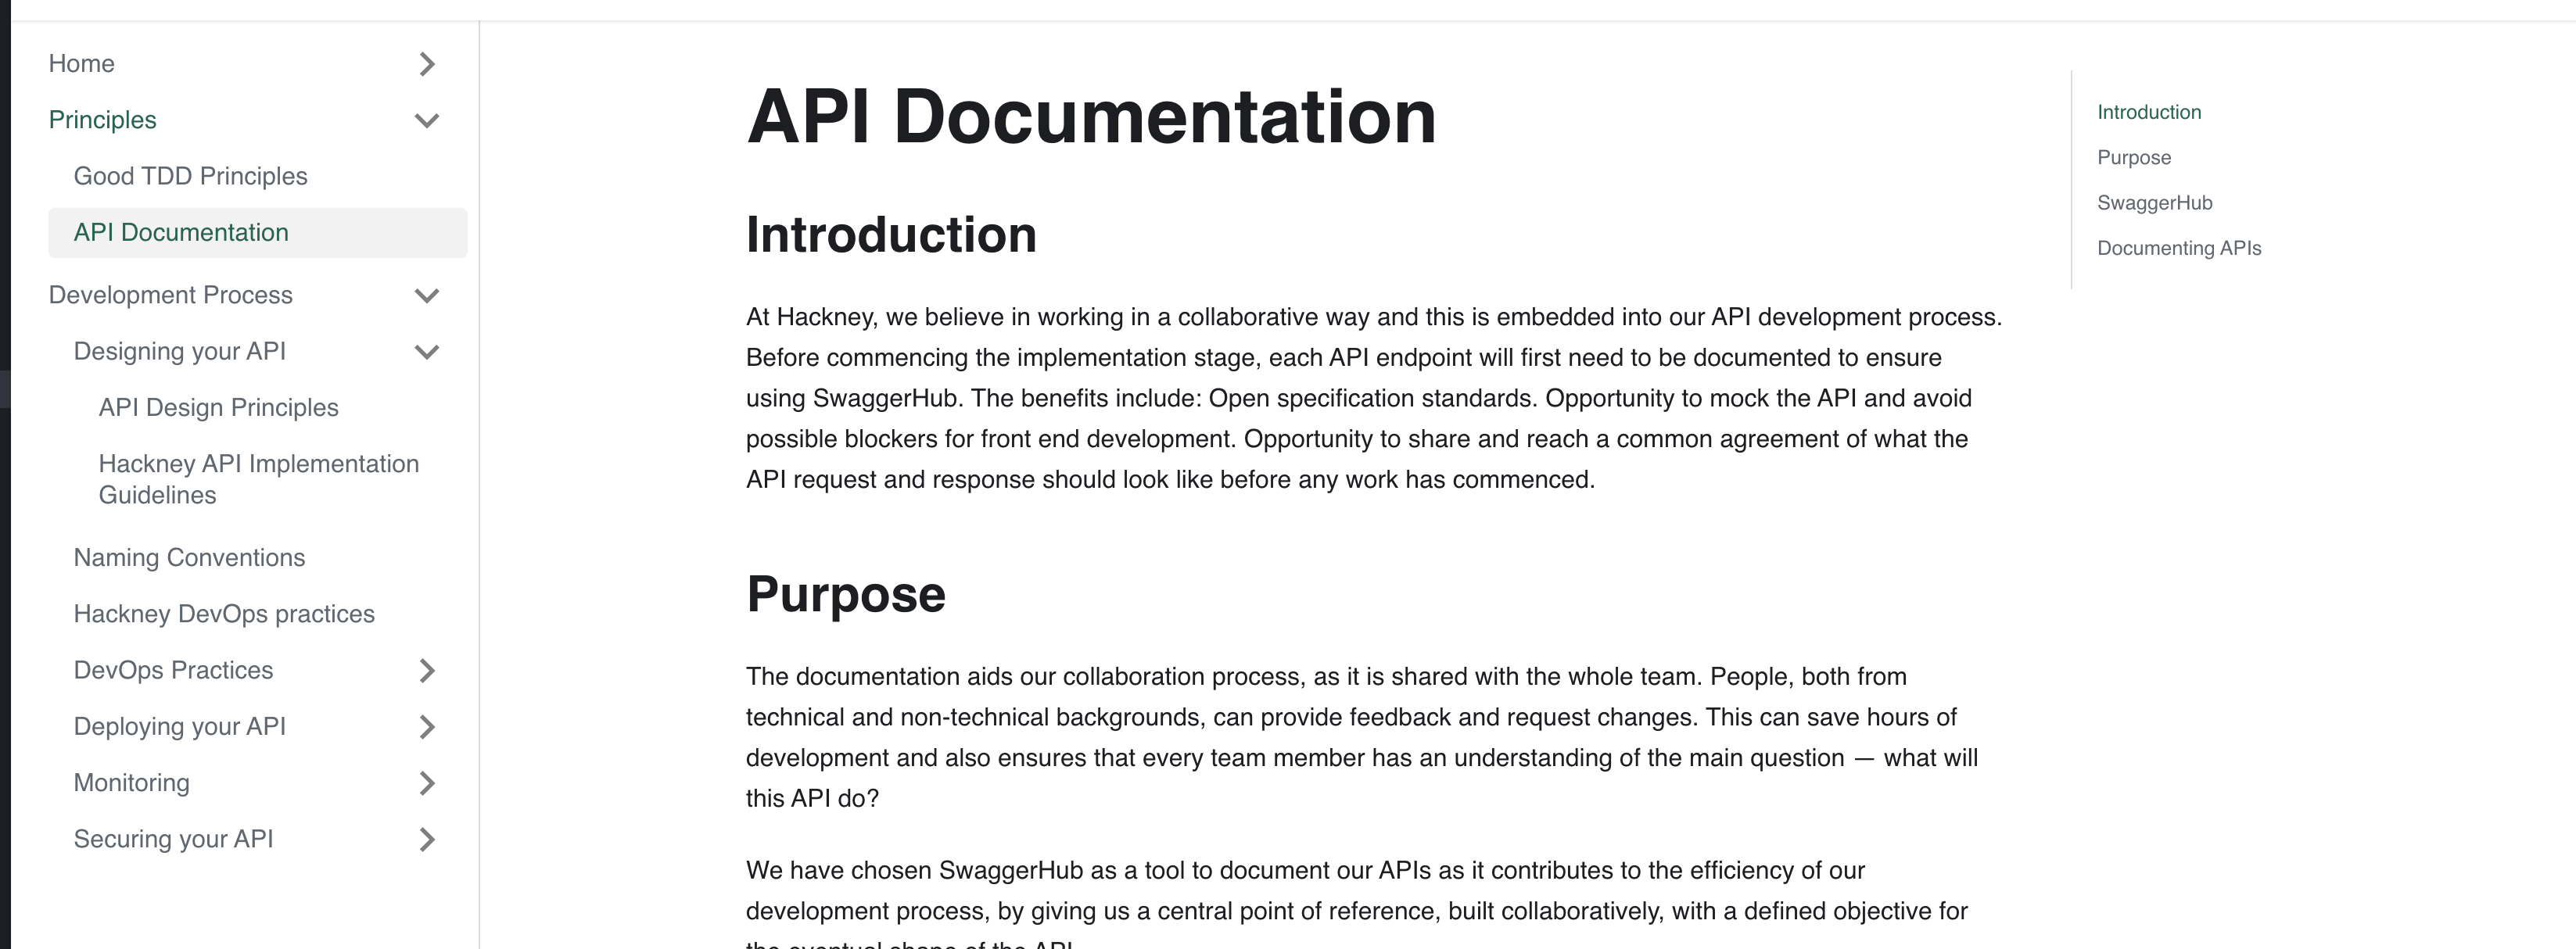 Home
Principles
Good TDD Principles
API Documentation
Development Process
Designing your API
API Design Principles
Hackney API Implementation
Guidelines
Naming Conventions
Hackney DevOps practices
DevOps Practices
Deploying your API
Monitoring
Securing your API
API Documentation
Introduction
At Hackney, we believe in working in a collaborative way and this is embedded into our API development process.
Before commencing the implementation stage, each API endpoint will first need to be documented to ensure
using SwaggerHub. The benefits include: Open specification standards. Opportunity to mock the API and avoid
possible blockers for front end development. Opportunity to share and reach a common agreement of what the
API request and response should look like before any work has commenced.
Purpose
The documentation aids our collaboration process, as it is shared with the whole team. People, both from
technical and non-technical backgrounds, can provide feedback and request changes. This can save hours of
development and also ensures that every team member has an understanding of the main question — what will
this API do?
We have chosen SwaggerHub as a tool to document our APIs as it contributes to the efficiency of our
development process, by giving us a central point of reference, built collaboratively, with a defined objective for
the eventual shape of the API
Introduction
Purpose
SwaggerHub
Documenting APIs